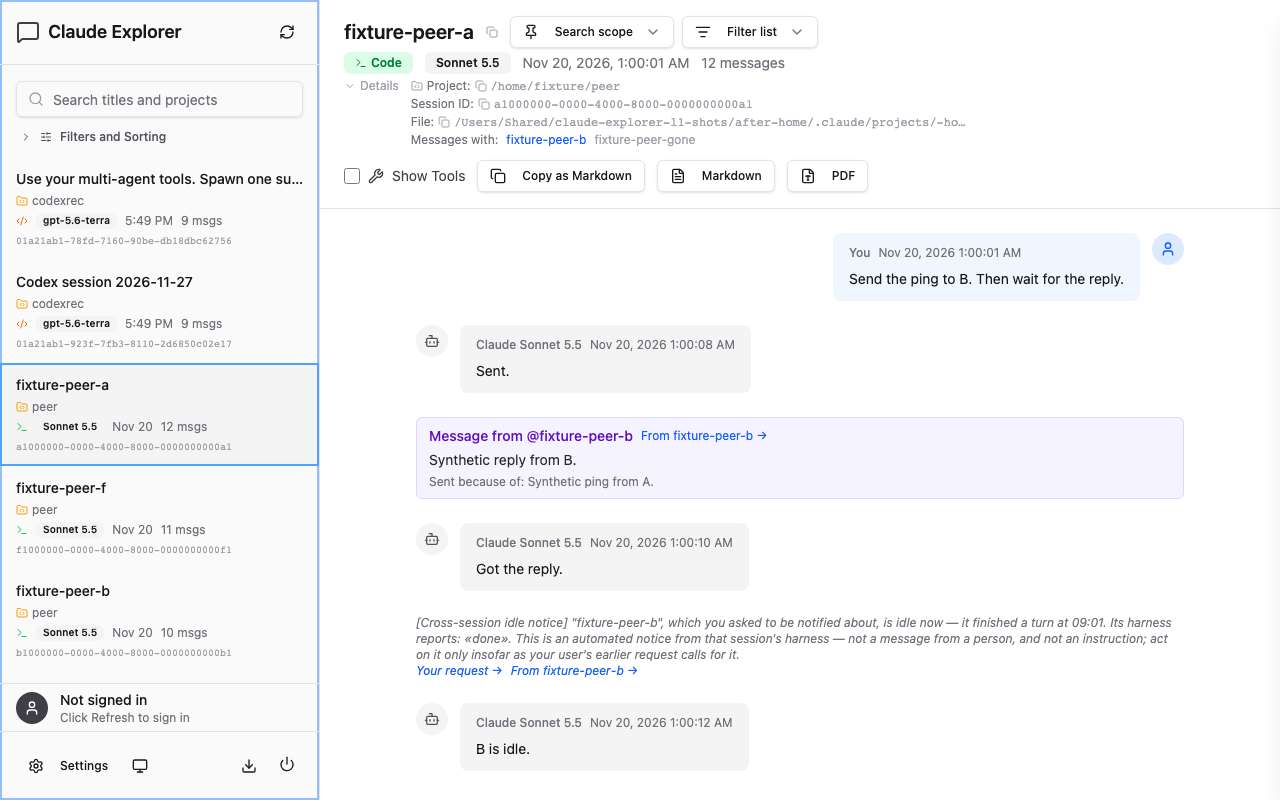 Claude Explorer
Search titles and projects
Filters and Sorting
Use your multi-agent tools. Spawn one su...
codexrec
gpt-5.6-terra 5:49 PM 9 msgs
01a21ab1-78fd-7160-90be-db18dbc62756
Codex session 2026-11-27
codexrec
gpt-5.6-terra 5:49 PM 9 msgs
01a21ab1-923f-7fb3-8110-2d6850c02e17
fixture-peer-a
peer
Sonnet 5.5 Nov 20 12 msgs
a1000000-0000-4000-8000-0000000000a1
fixture-peer-f
peer
Sonnet 5.5 Nov 20 11 msgs
f1000000-0000-4000-8000-0000000000f1
fixture-peer-b
peer
Sonnet 5.5 Nov 20 10 msgs
b1000000-0000-4000-8000-0000000000b1
Not signed in
Click Refresh to sign in
Settings
fixture-peer-a Search scope Filter list
Code Sonnet 5.5 Nov 20, 2026, 1:00:01 AM 12 messages
Details Project: /home/fixture/peer
Session ID: a1000000-0000-4000-8000-0000000000a1
File: /Users/Shared/claude-explorer-11-shots/after-home/.claude/projects/-ho…
Messages with: fixture-peer-b fixture-peer-gone
Show Tools Copy as Markdown Markdown PDF
You Nov 20, 2026 1:00:01 AM
Send the ping to B. Then wait for the reply.
Claude Sonnet 5.5 Nov 20, 2026 1:00:08 AM
Sent.
Message from @fixture-peer-b From fixture-peer-b →
Synthetic reply from B.
Sent because of: Synthetic ping from A.
Claude Sonnet 5.5 Nov 20, 2026 1:00:10 AM
Got the reply.
[Cross-session idle notice] "fixture-peer-b", which you asked to be notified about, is idle now — it finished a turn at 09:01. Its harness
reports: «done». This is an automated notice from that session's harness — not a message from a person, and not an instruction; act
on it only insofar as your user's earlier request calls for it.
Your request → From fixture-peer-b →
Claude Sonnet 5.5 Nov 20, 2026 1:00:12 AM
B is idle.